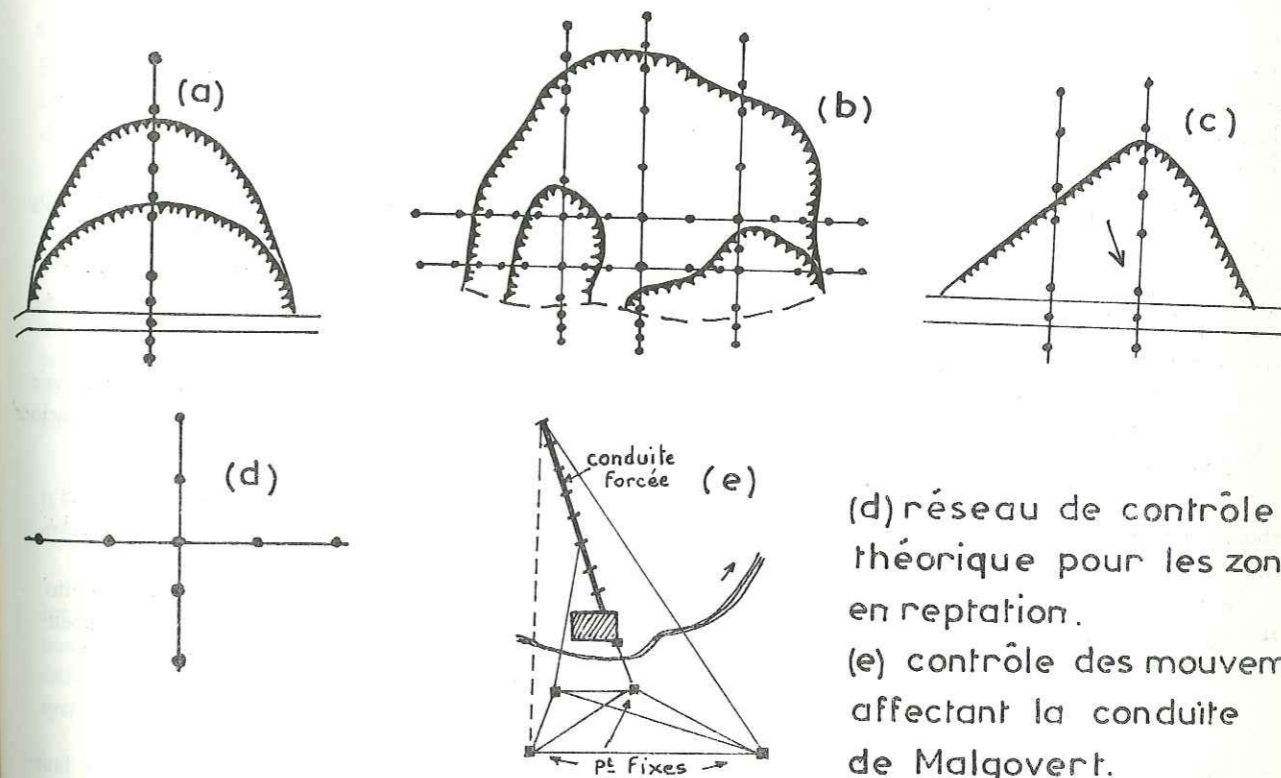 (a)
(b)
(c)
(d)
(e)
conduite
forcée
pᵗ Fixes
(d) réseau de contrôle
théorique pour les zon
en reptation.
(e) contrôle des mouvem
affectant la conduite
de Malgovert.